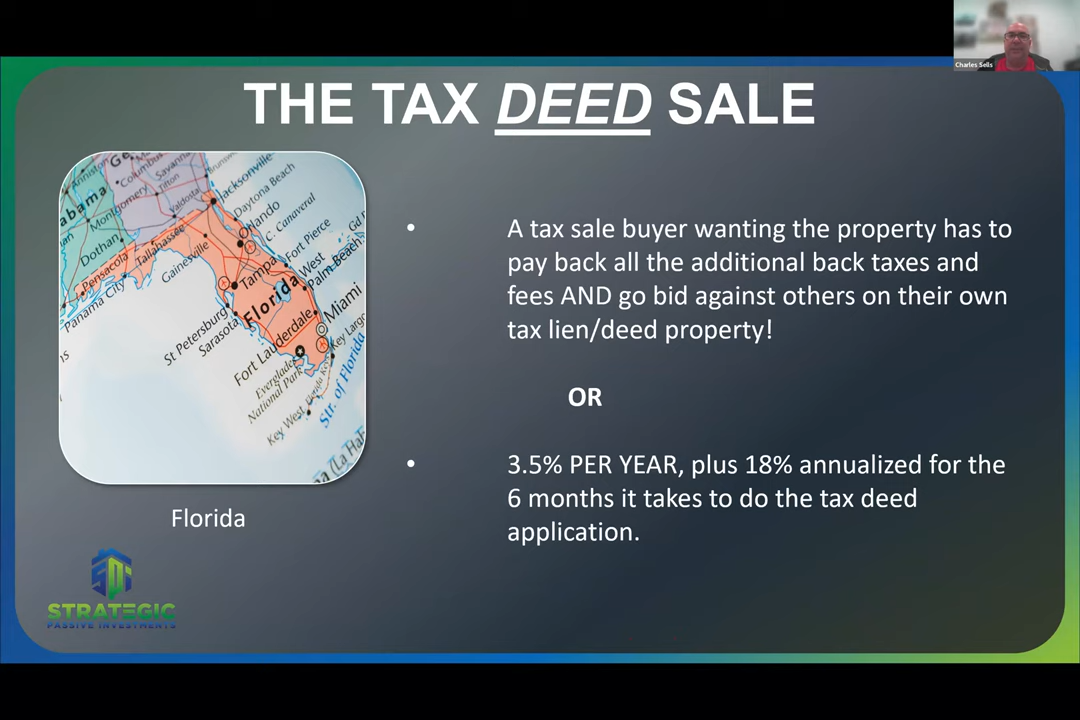 Charles Sells
THE TAX DEED SALE
Anniston
Columbus
Savannah
Montgomery
Tifton
Valdosta
Dothan
Jacksonville
Daytona Beach
Pensacola
Tallahassee
Gainesville
Orlando
C. Canaveral
Panama City
Tampa
Fort Pierce
West
Palm Beach
Florida
St Petersburg
Sarasota
Miami
Fort Lauderdale
Key Largo
Everglades
National Park
Key West
Florida Keys
Str. of Florida
Florida
STRATEGIC
PASSIVE INVESTMENTS
• A tax sale buyer wanting the property has to
pay back all the additional back taxes and
fees AND go bid against others on their own
tax lien/deed property!
OR
• 3.5% PER YEAR, plus 18% annualized for the
6 months it takes to do the tax deed
application.